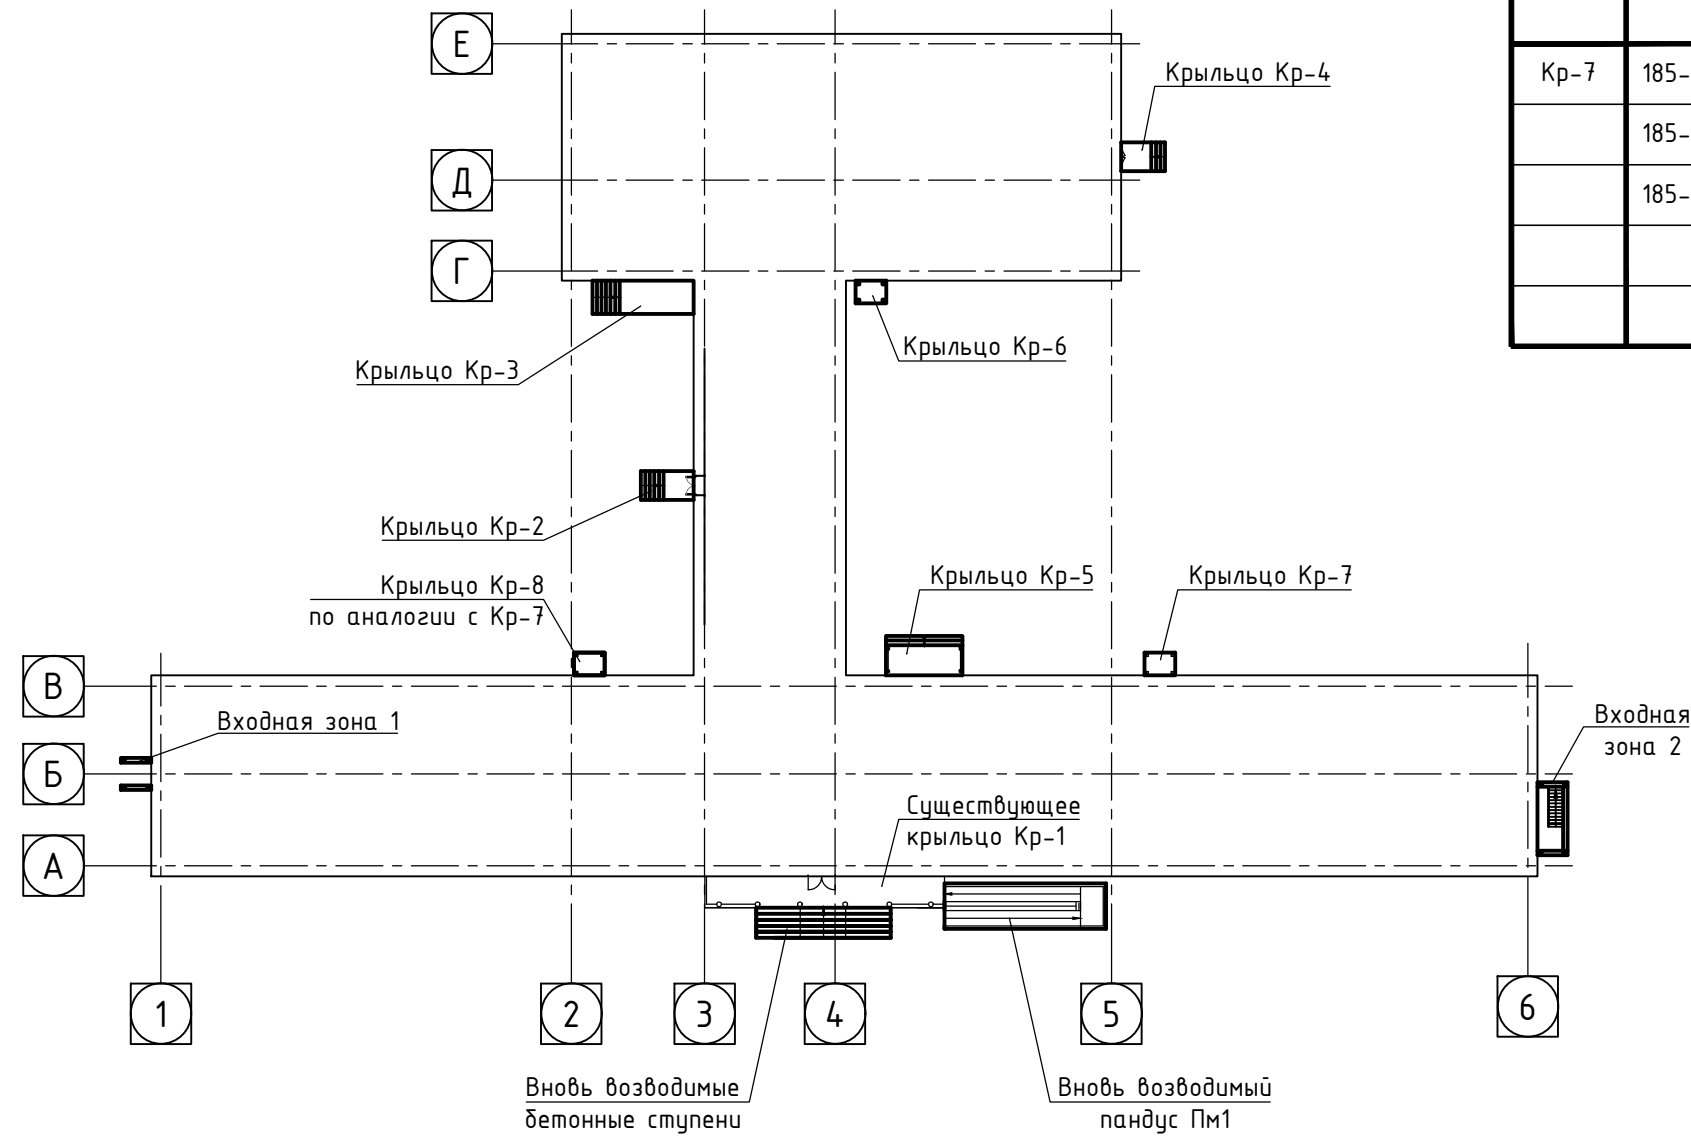 Е
Крыльцо Кр-4
Кр-7
185-
185-
185-
Д
Г
Крыльцо Кр-6
Крыльцо Кр-3
Крыльцо Кр-2
Крыльцо Кр-8
по аналогии с Кр-7
Крыльцо Кр-5
Крыльцо Кр-7
В
Входная зона 1
Входная
зона 2
Б
Существующее
крыльцо Кр-1
А
1
2
3
4
5
6
Вновь возводимые
бетонные ступени
Вновь возводимый
пандус Пм1